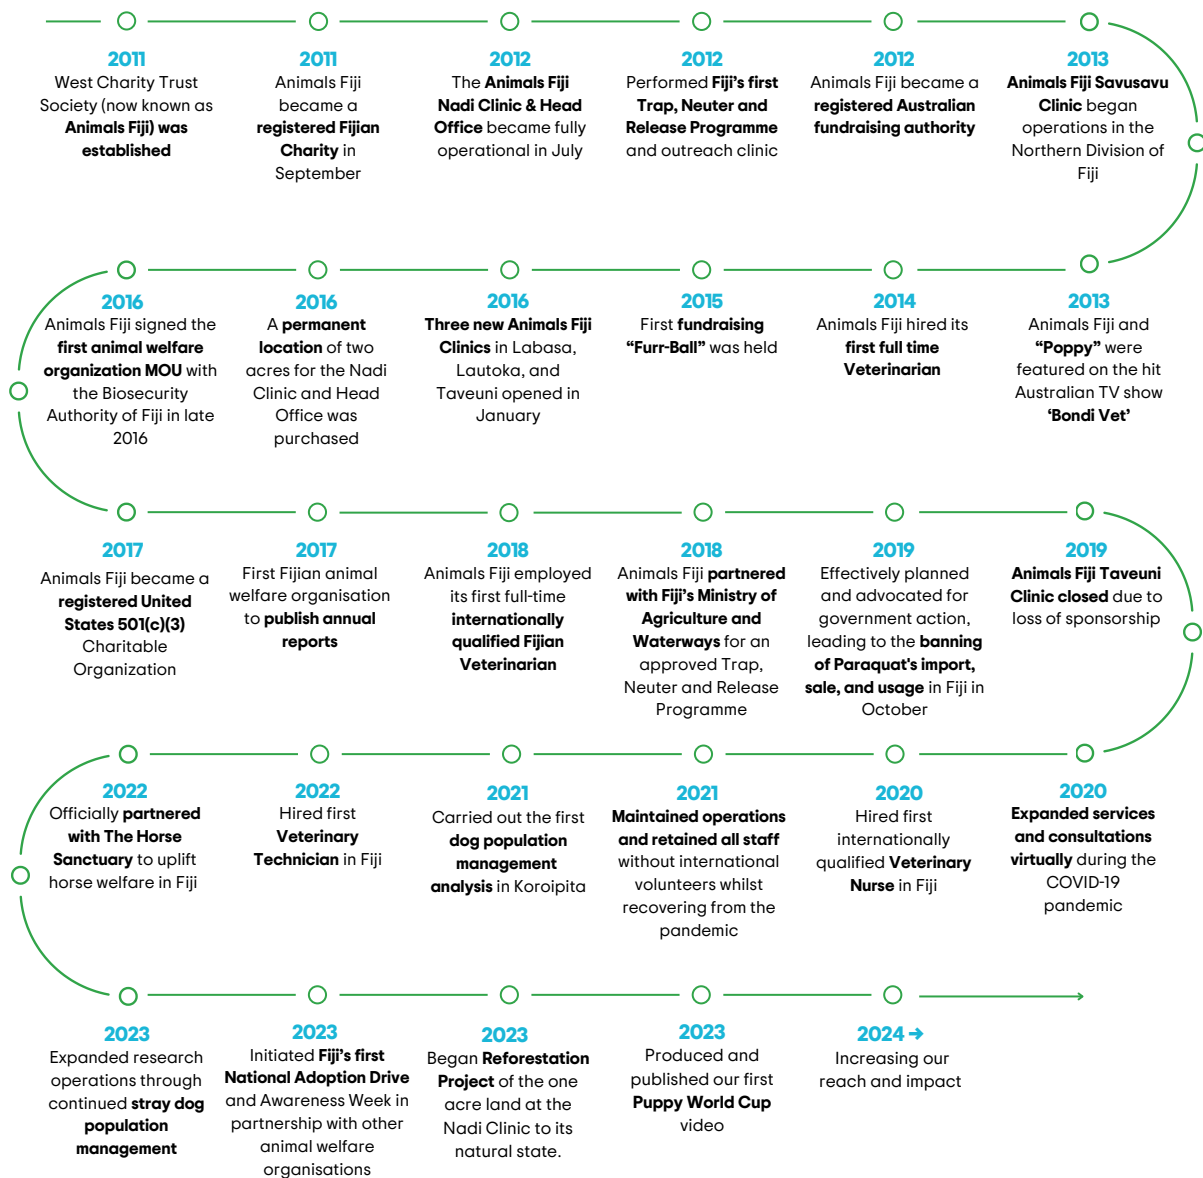 2011
West Charity Trust
Society (now known as
Animals Fiji) was
established
2011
Animals Fiji
became a
registered Fijian
Charity in
September
2012
The Animals Fiji
Nadi Clinic & Head
Office became fully
operational in July
2012
Performed Fiji's first
Trap, Neuter and
Release Programme
and outreach clinic
2012
Animals Fiji became a
registered Australian
fundraising authority
2013
Animals Fiji Savusavu
Clinic began
operations in the
Northern Division of
Fiji
2013
Animals Fiji and
“Poppy” were
featured on the hit
Australian TV show
‘Bondi Vet’
2014
Animals Fiji hired its
first full time
Veterinarian
2015
First fundraising
“Furr-Ball” was held
2016
Three new Animals Fiji
Clinics in Labasa,
Lautoka, and
Taveuni opened in
January
2016
A permanent
location of two
acres for the Nadi
Clinic and Head
Office was
purchased
2016
Animals Fiji signed the
first animal welfare
organization MOU with
the Biosecurity
Authority of Fiji in late
2016
2017
Animals Fiji became a
registered United
States 501(c)(3)
Charitable
Organization
2017
First Fijian animal
welfare organisation
to publish annual
reports
2018
Animals Fiji employed
its first full-time
internationally
qualified Fijian
Veterinarian
2018
Animals Fiji partnered
with Fiji's Ministry of
Agriculture and
Waterways for an
approved Trap,
Neuter and Release
Programme
2019
Effectively planned
and advocated for
government action,
leading to the banning
of Paraquat's import,
sale, and usage in Fiji in
October
2019
Animals Fiji Taveuni
Clinic closed due to
loss of sponsorship
2020
Expanded services
and consultations
virtually during the
COVID-19
pandemic
2020
Hired first
internationally
qualified Veterinary
Nurse in Fiji
2021
Maintained operations
and retained all staff
without international
volunteers whilst
recovering from the
pandemic
2021
Carried out the first
dog population
management
analysis in Koroipita
2022
Hired first
Veterinary
Technician in Fiji
2022
Officially partnered
with The Horse
Sanctuary to uplift
horse welfare in Fiji
2023
Expanded research
operations through
continued stray dog
population
management
2023
Initiated Fiji's first
National Adoption Drive
and Awareness Week in
partnership with other
animal welfare
organisations
2023
Began Reforestation
Project of the one
acre land at the
Nadi Clinic to its
natural state.
2023
Produced and
published our first
Puppy World Cup
video
2024 →
Increasing our
reach and impact